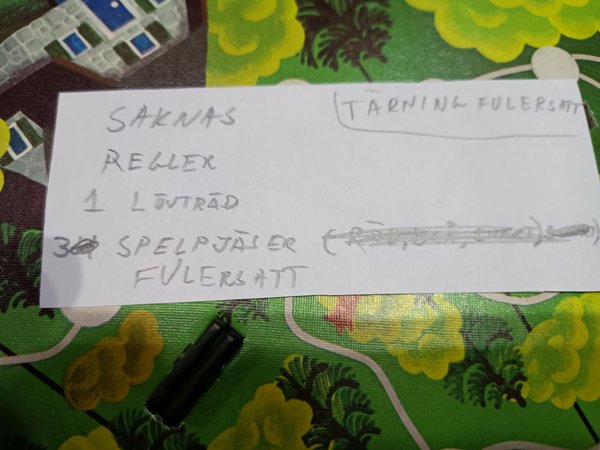 SAKNAS
TÄRNING FULERSATT
REGLER
1 LÖVTRÄD
3 SPELPJÄSER
FULERSATT